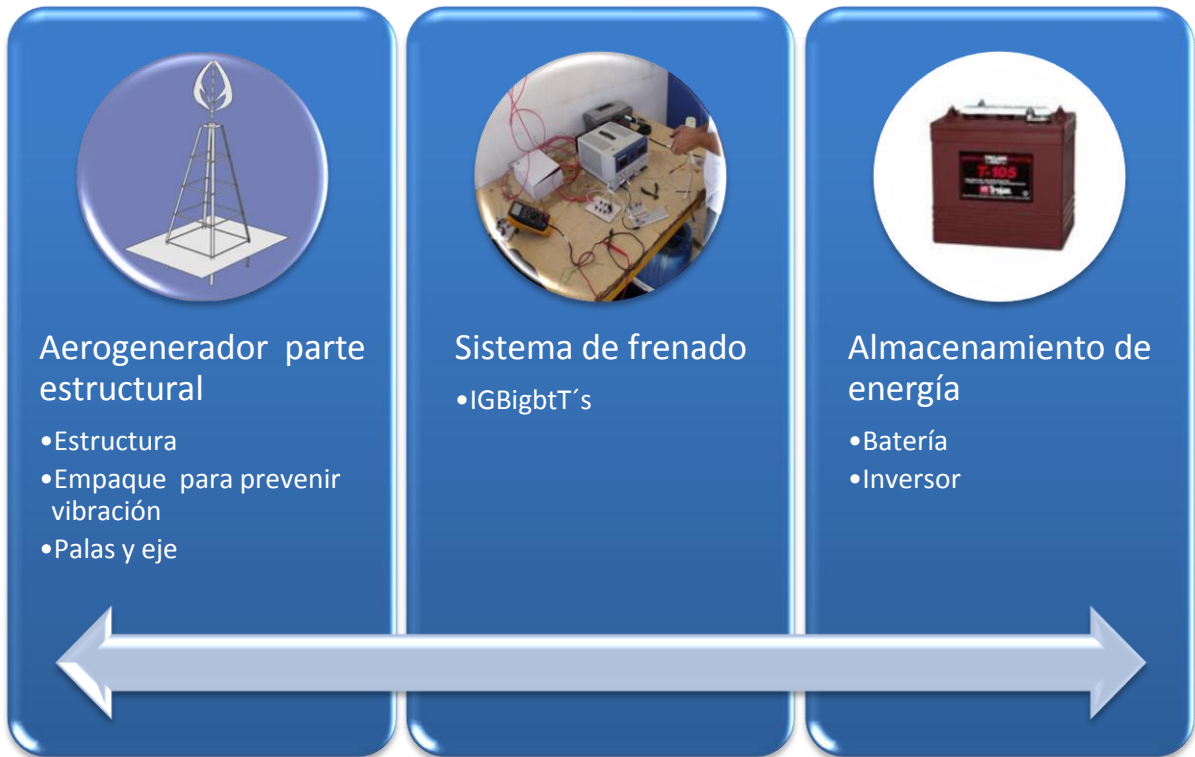 Aerogenerador parte
estructural
•Estructura
•Empaque para prevenir
vibración
•Palas y eje
Sistema de frenado
•IGBigbtT´s
T-105
Trojan
Almacenamiento de
energía
•Batería
•Inversor